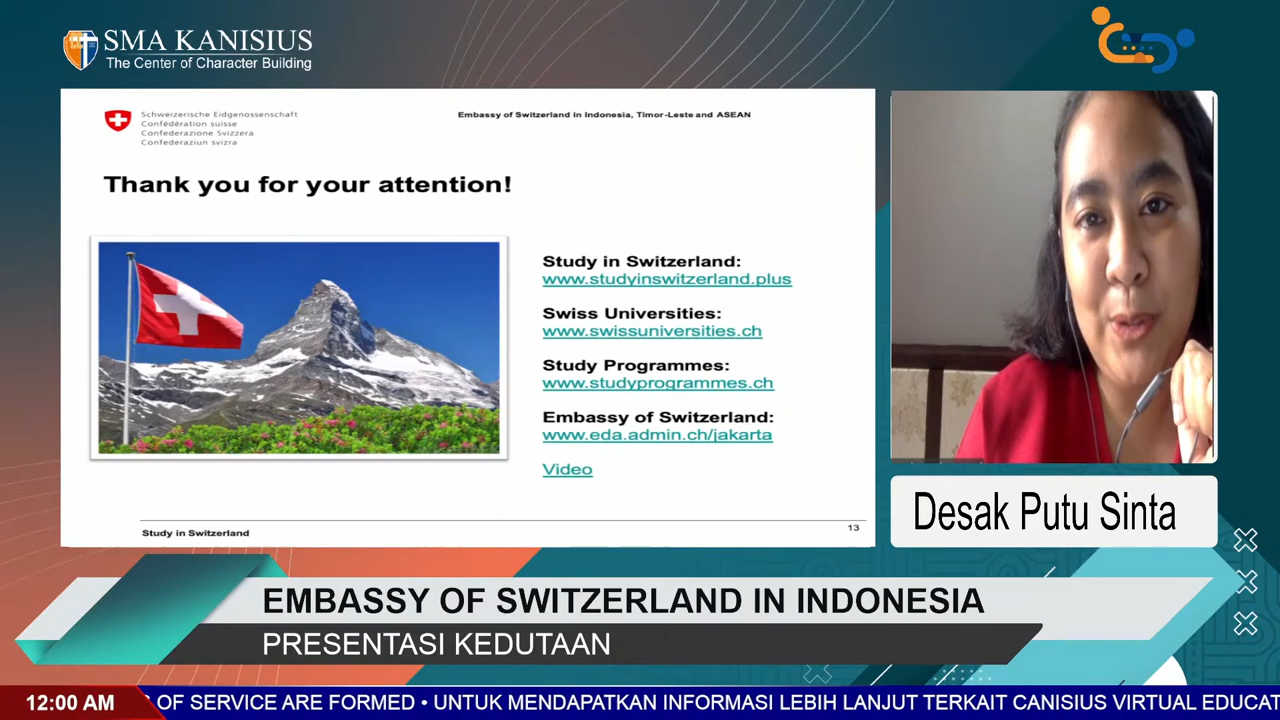 SMA KANISIUS
The Center of Character Building
Schweizerische Eidgenossenschaft
Confédération suisse
Confederazione Svizzera
Confederaziun svizra
Embassy of Switzerland in Indonesia, Timor-Leste and ASEAN
Thank you for your attention!
Study in Switzerland:
www.studyinswitzerland.plus
Swiss Universities:
www.swissuniversities.ch
Study Programmes:
www.studyprogrammes.ch
Embassy of Switzerland:
www.eda.admin.ch/jakarta
Video
Study in Switzerland
13
Desak Putu Sinta
EMBASSY OF SWITZERLAND IN INDONESIA
PRESENTASI KEDUTAAN
12:00 AM
OF SERVICE ARE FORMED • UNTUK MENDAPATKAN INFORMASI LEBIH LANJUT TERKAIT CANISIUS VIRTUAL EDUCAT